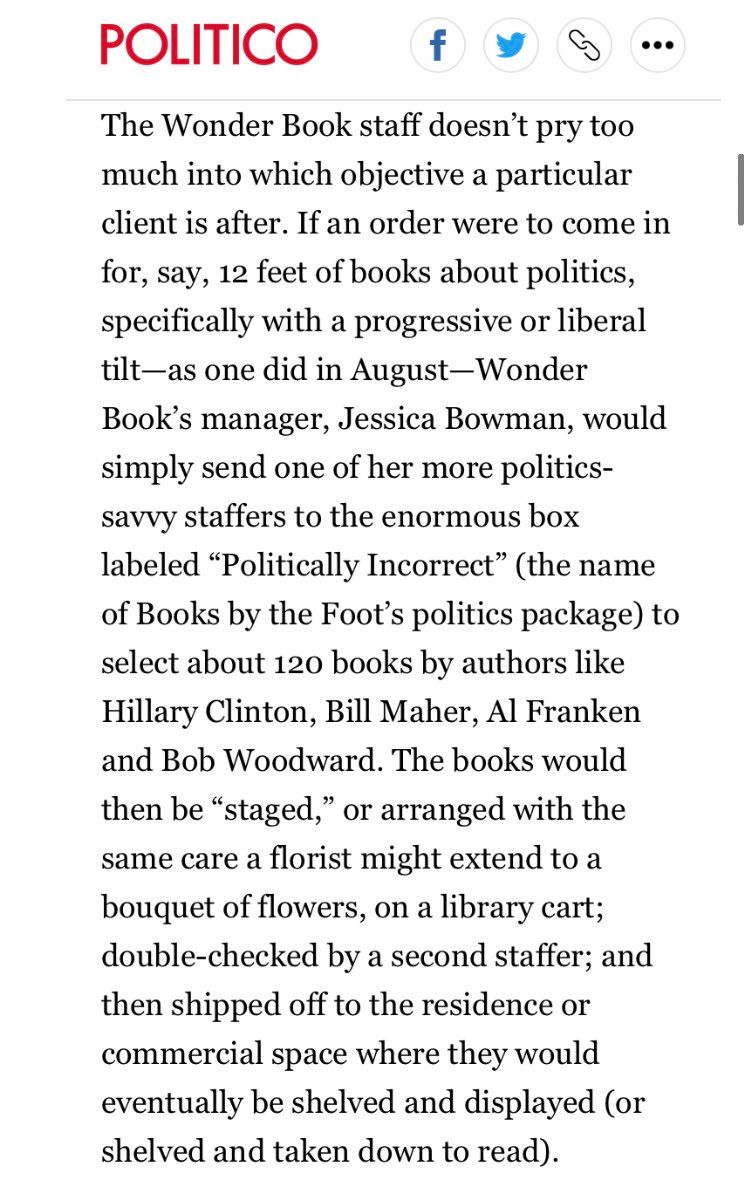 POLITICO
The Wonder Book staff doesn’t pry too
much into which objective a particular
client is after. If an order were to come in
for, say, 12 feet of books about politics,
specifically with a progressive or liberal
tilt—as one did in August—Wonder
Book’s manager, Jessica Bowman, would
simply send one of her more politics-
savvy staffers to the enormous box
labeled “Politically Incorrect” (the name
of Books by the Foot’s politics package) to
select about 120 books by authors like
Hillary Clinton, Bill Maher, Al Franken
and Bob Woodward. The books would
then be “staged,” or arranged with the
same care a florist might extend to a
bouquet of flowers, on a library cart;
double-checked by a second staffer; and
then shipped off to the residence or
commercial space where they would
eventually be shelved and displayed (or
shelved and taken down to read).